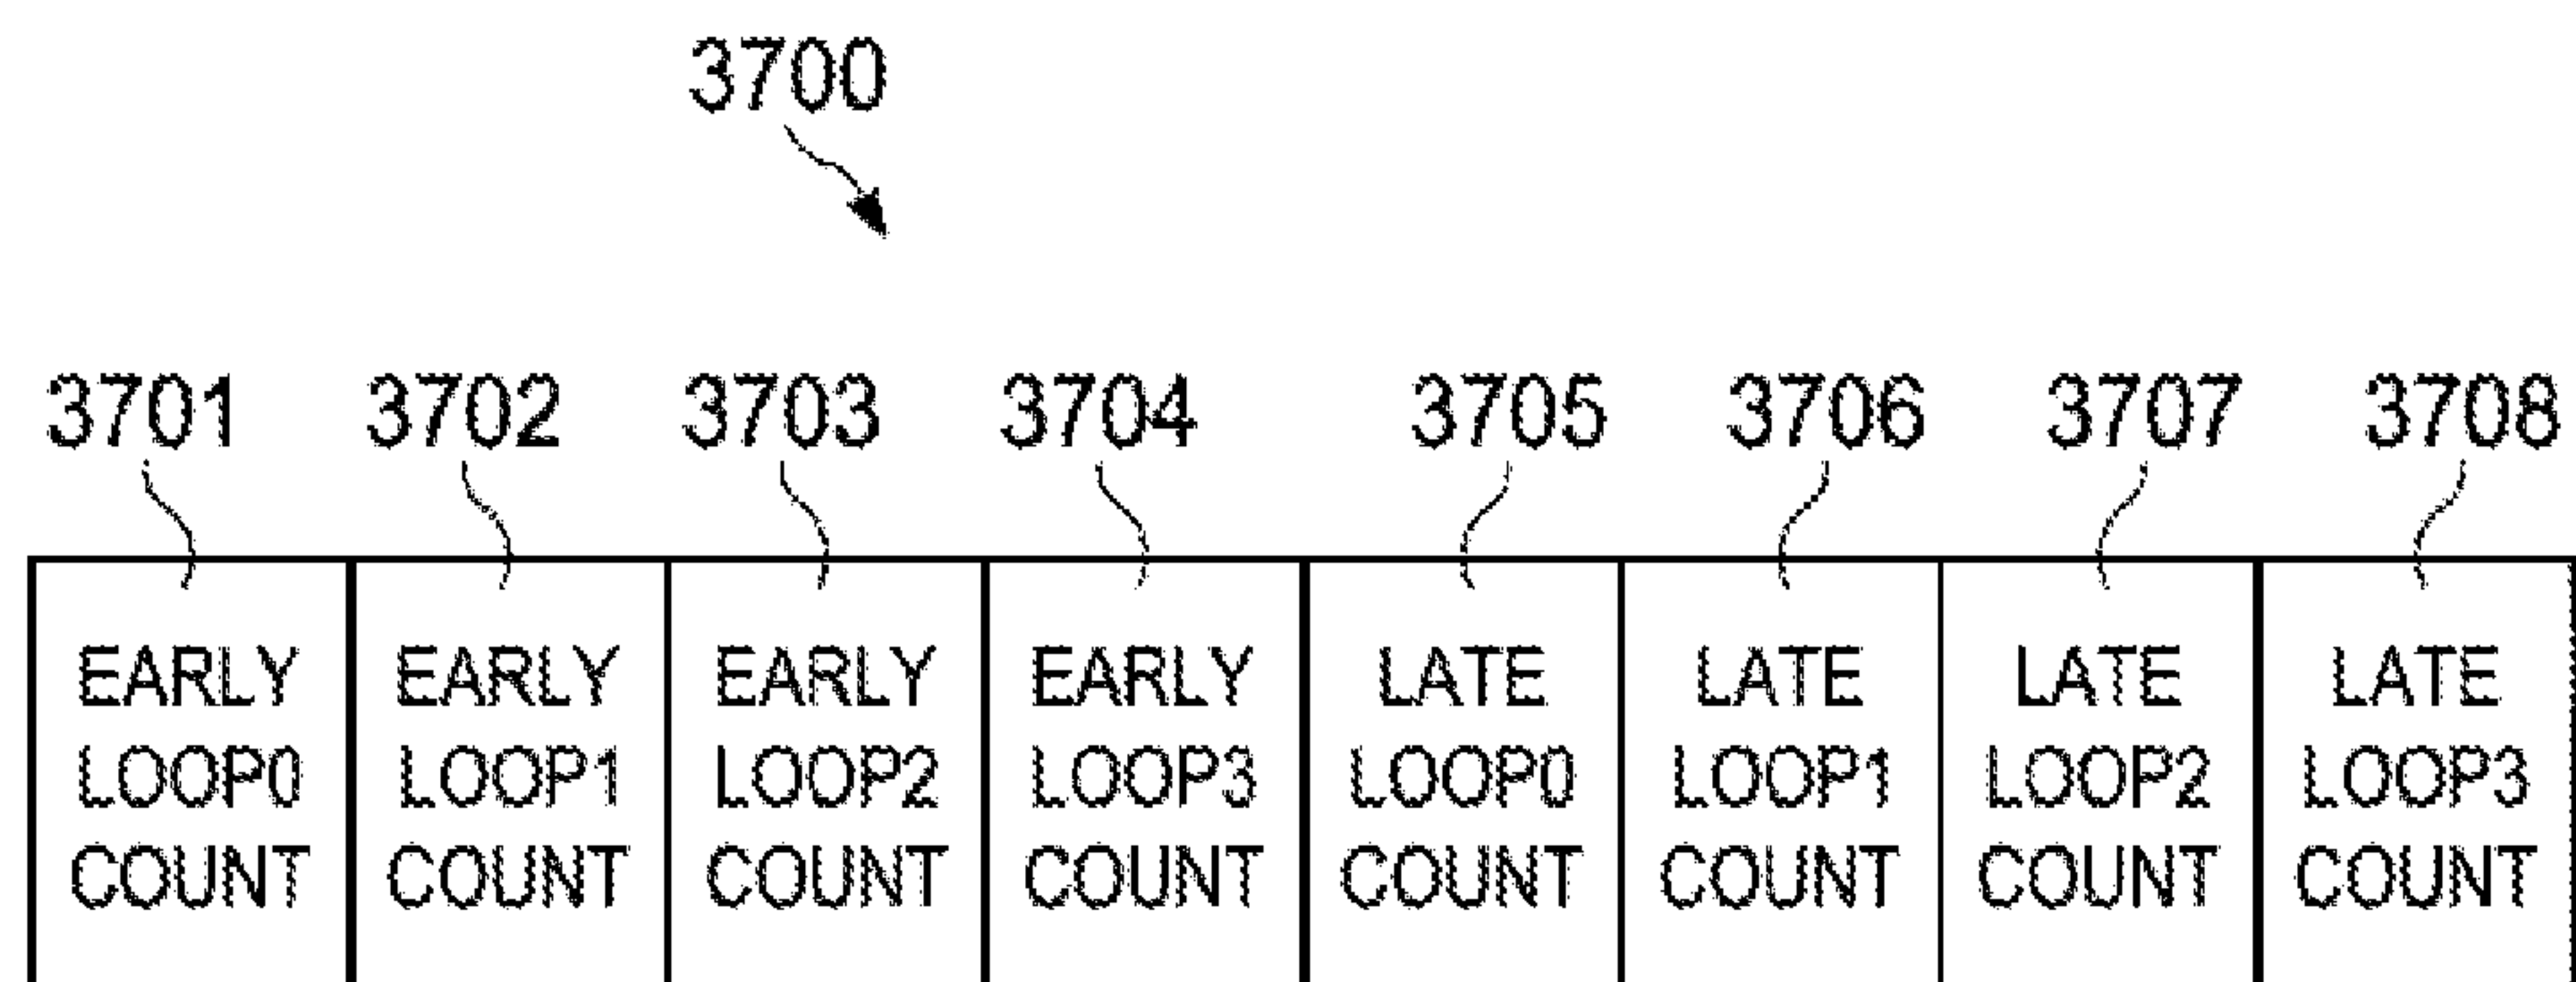 3700
3701 3702 3703 3704 3705 3706 3707 3708
EARLY EARLY EARLY EARLY LATE LATE LATE LATE
LOOP0 LOOP1 LOOP2 LOOP3 LOOP0 LOOP1 LOOP2 LOOP3
COUNT COUNT COUNT COUNT COUNT COUNT COUNT COUNT